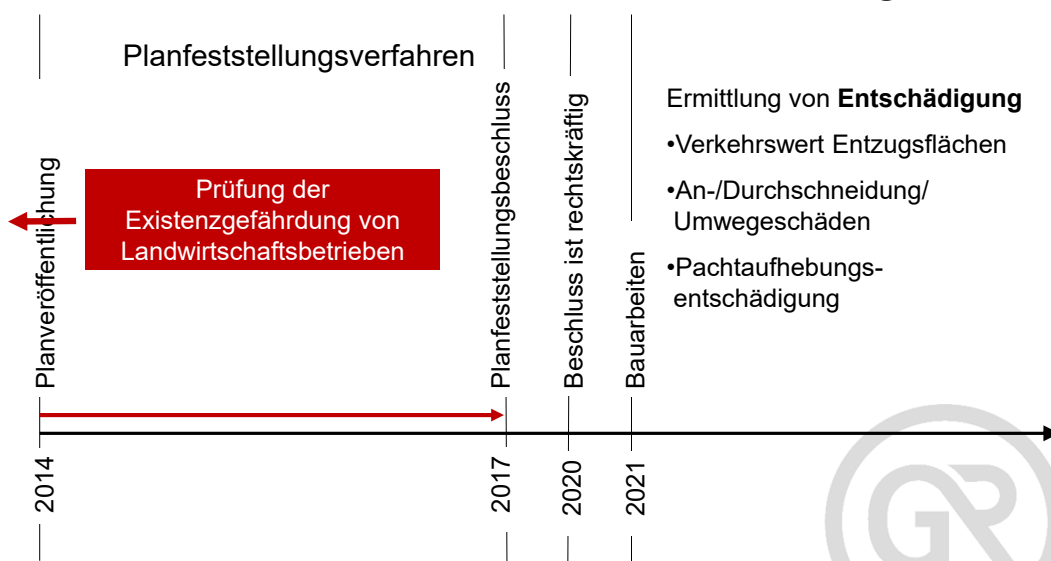 Planfeststellungsverfahren
Prüfung der
Existenzgefährdung von
Landwirtschaftsbetrieben
Planveröffentlichung
Planfeststellungsbeschluss
Beschluss ist rechtskräftig
Bauarbeiten
Ermittlung von Entschädigung
•Verkehrswert Entzugsflächen
•An-/Durchschneidung/
Umwegeschäden
•Pachtaufhebungs-
entschädigung
2014
2017
2020
2021
GR